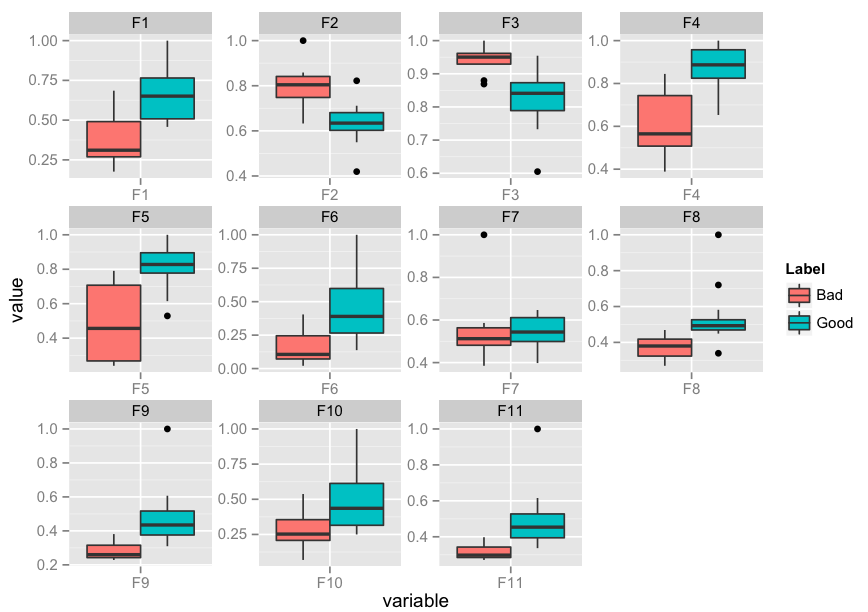 F1 F2 F3 F4
1.00 0.75 0.50 0.25
1.0 0.8 0.6 0.4
1.0 0.9 0.8 0.7 0.6
1.0 0.8 0.6 0.4
F1 F2 F3 F4
F5 F6 F7 F8
1.0 0.8 0.6 0.4
1.00 0.75 0.50 0.25 0.00
1.0 0.8 0.6 0.4
1.0 0.8 0.6 0.4
F5 F6 F7 F8
F9 F10 F11
1.0 0.8 0.6 0.4 0.2
1.00 0.75 0.50 0.25
1.0 0.8 0.6 0.4
F9 F10 F11
value
variable
Label
Bad
Good